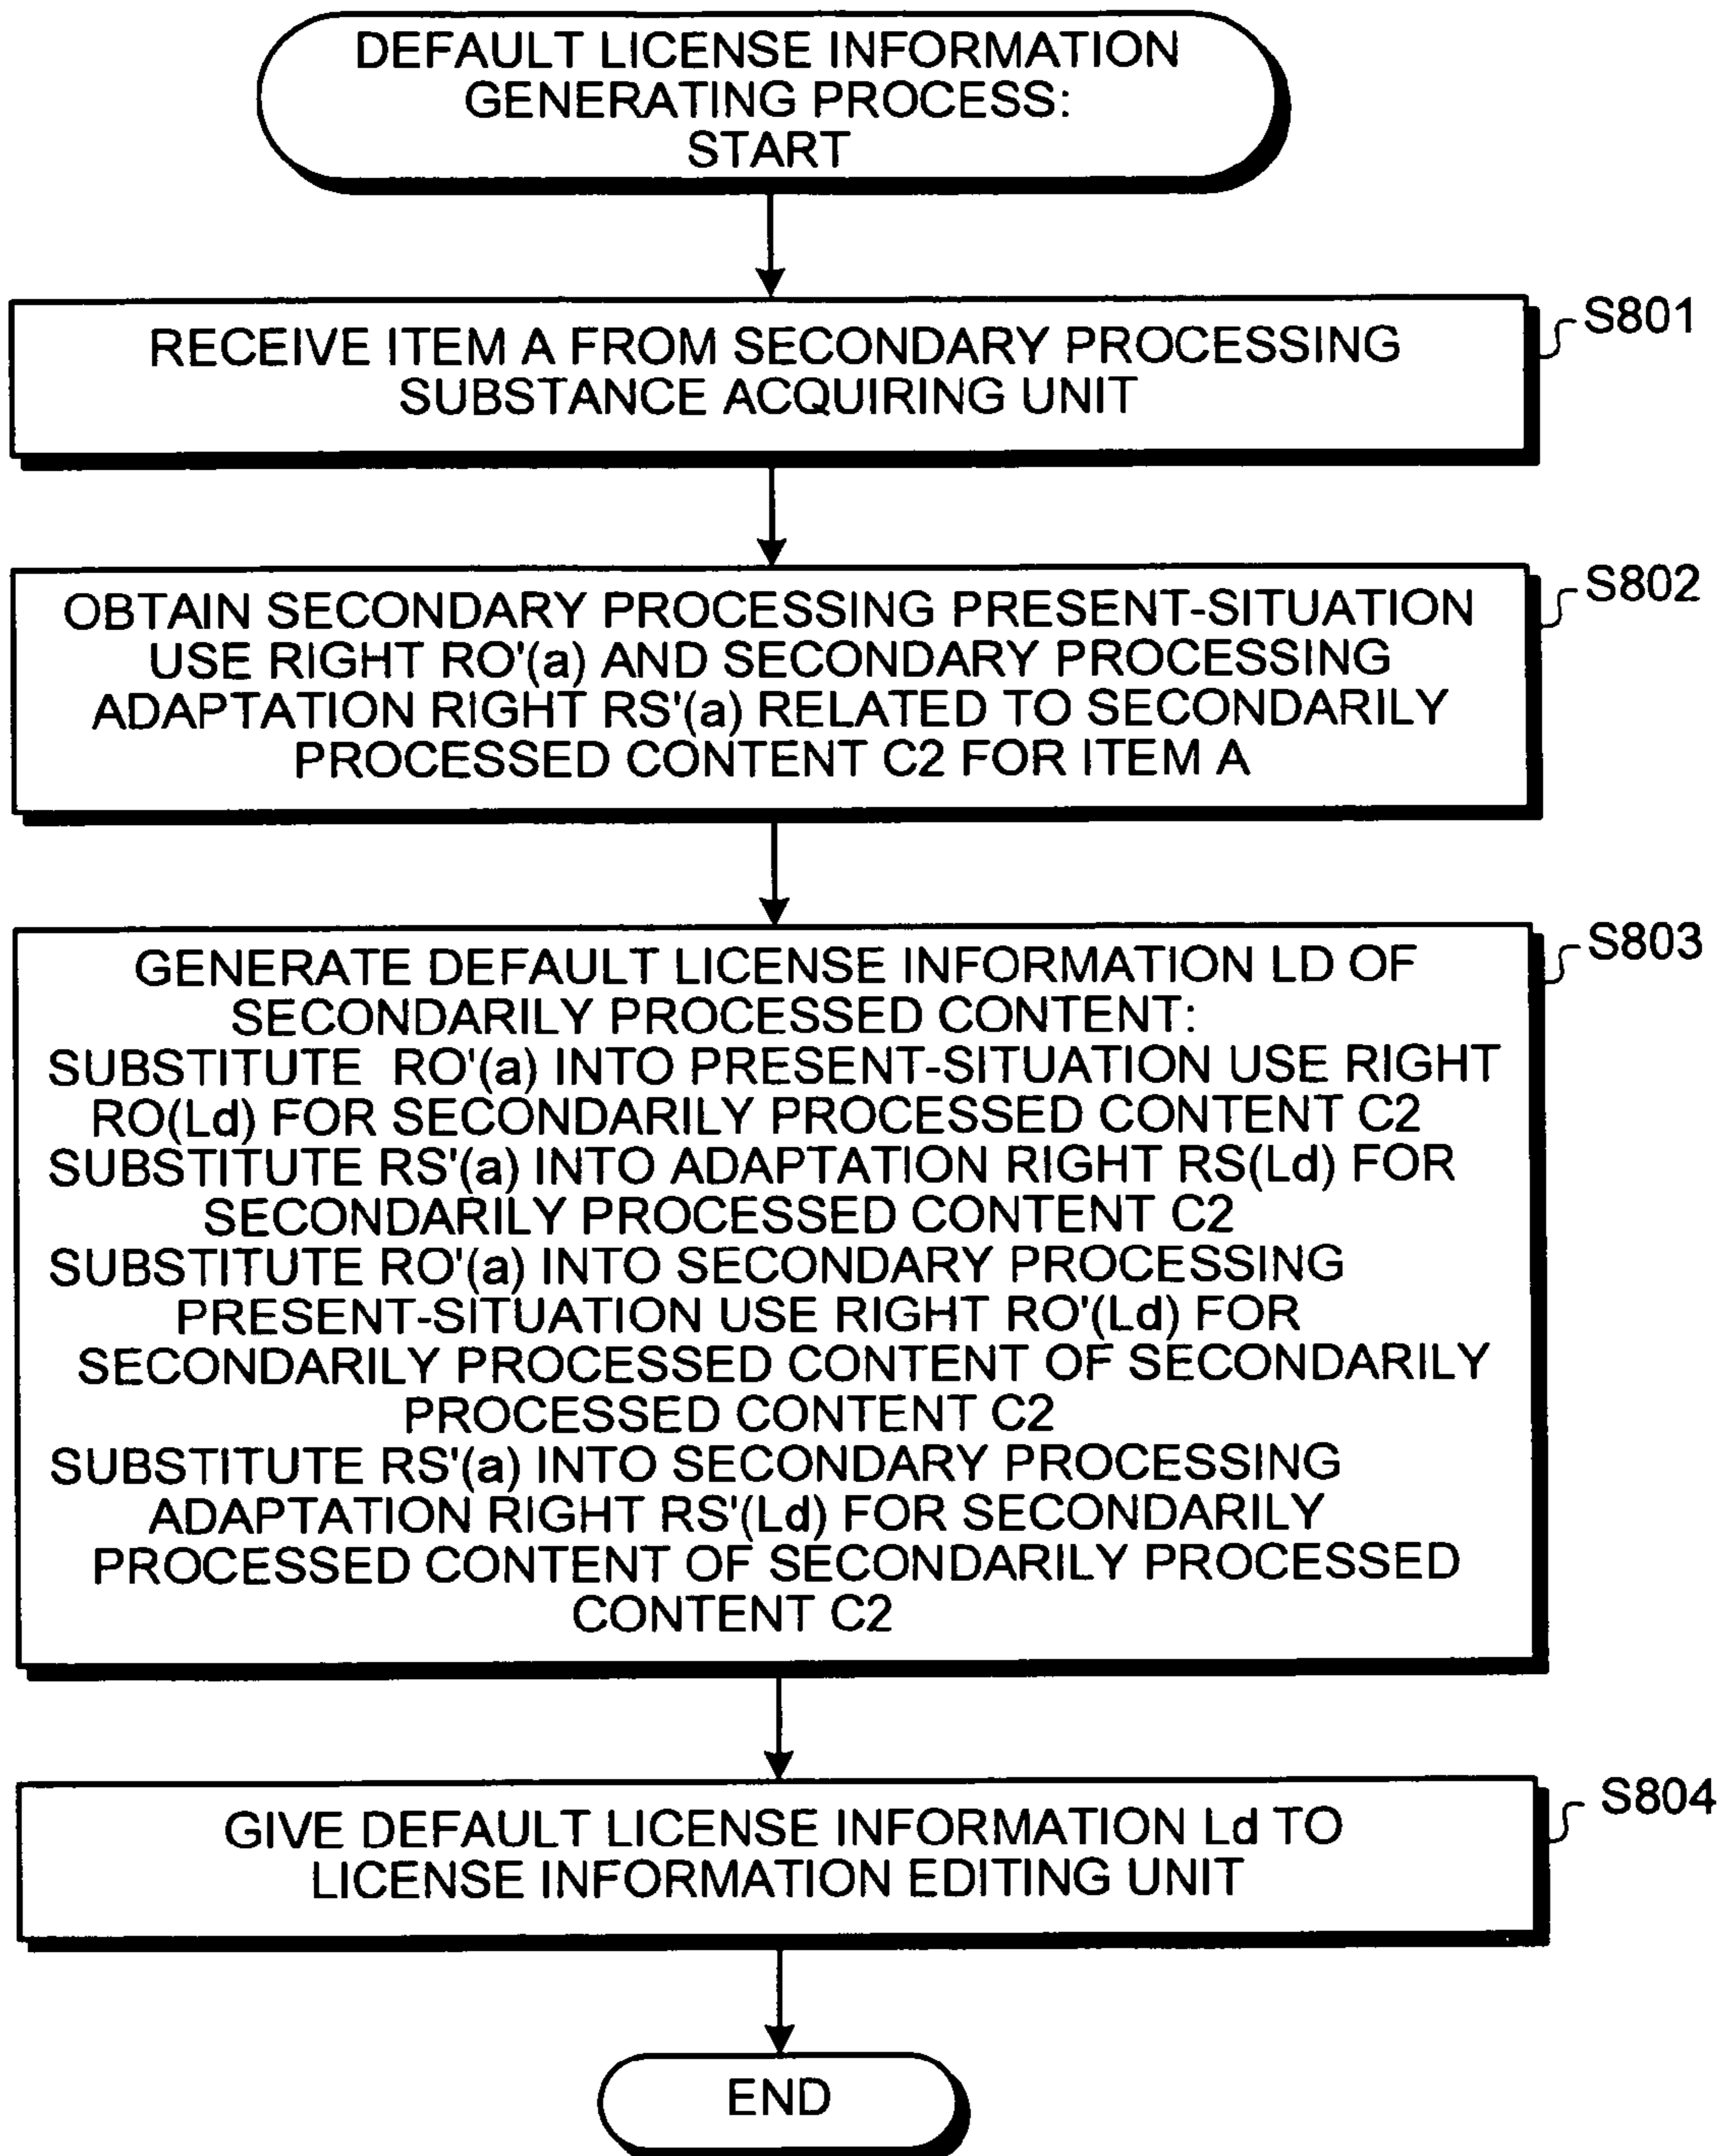 DEFAULT LICENSE INFORMATION
GENERATING PROCESS:
START
RECEIVE ITEM A FROM SECONDARY PROCESSING
SUBSTANCE ACQUIRING UNIT
S801
OBTAIN SECONDARY PROCESSING PRESENT-SITUATION
USE RIGHT RO'(a) AND SECONDARY PROCESSING
ADAPTATION RIGHT RS'(a) RELATED TO SECONDARILY
PROCESSED CONTENT C2 FOR ITEM A
S802
GENERATE DEFAULT LICENSE INFORMATION LD OF
SECONDARILY PROCESSED CONTENT:
SUBSTITUTE RO'(a) INTO PRESENT-SITUATION USE RIGHT
RO(Ld) FOR SECONDARILY PROCESSED CONTENT C2
SUBSTITUTE RS'(a) INTO ADAPTATION RIGHT RS(Ld) FOR
SECONDARILY PROCESSED CONTENT C2
SUBSTITUTE RO'(a) INTO SECONDARY PROCESSING
PRESENT-SITUATION USE RIGHT RO'(Ld) FOR
SECONDARILY PROCESSED CONTENT OF SECONDARILY
PROCESSED CONTENT C2
SUBSTITUTE RS'(a) INTO SECONDARY PROCESSING
ADAPTATION RIGHT RS'(Ld) FOR SECONDARILY
PROCESSED CONTENT OF SECONDARILY PROCESSED
CONTENT C2
S803
GIVE DEFAULT LICENSE INFORMATION Ld TO
LICENSE INFORMATION EDITING UNIT
S804
END